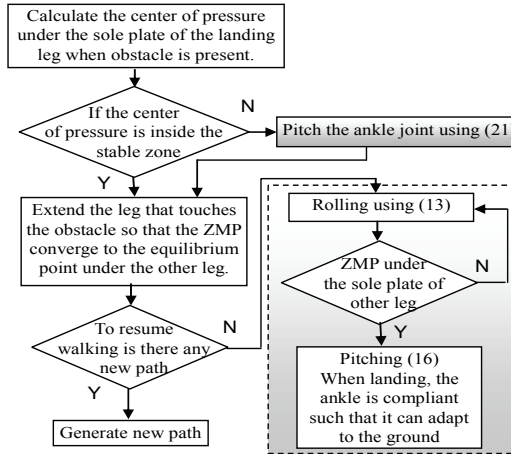 Calculate the center of pressure
under the sole plate of the landing
leg when obstacle is present.
If the center
of pressure is inside the
stable zone
N
Pitch the ankle joint using (21)
Y
Extend the leg that touches
the obstacle so that the ZMP
converge to the equilibrium
point under the other leg.
To resume
walking is there any
new path
N
Y
Generate new path
Rolling using (13)
ZMP under
the sole plate of
other leg
N
Y
Pitching (16)
When landing, the
ankle is compliant
such that it can adapt
to the ground